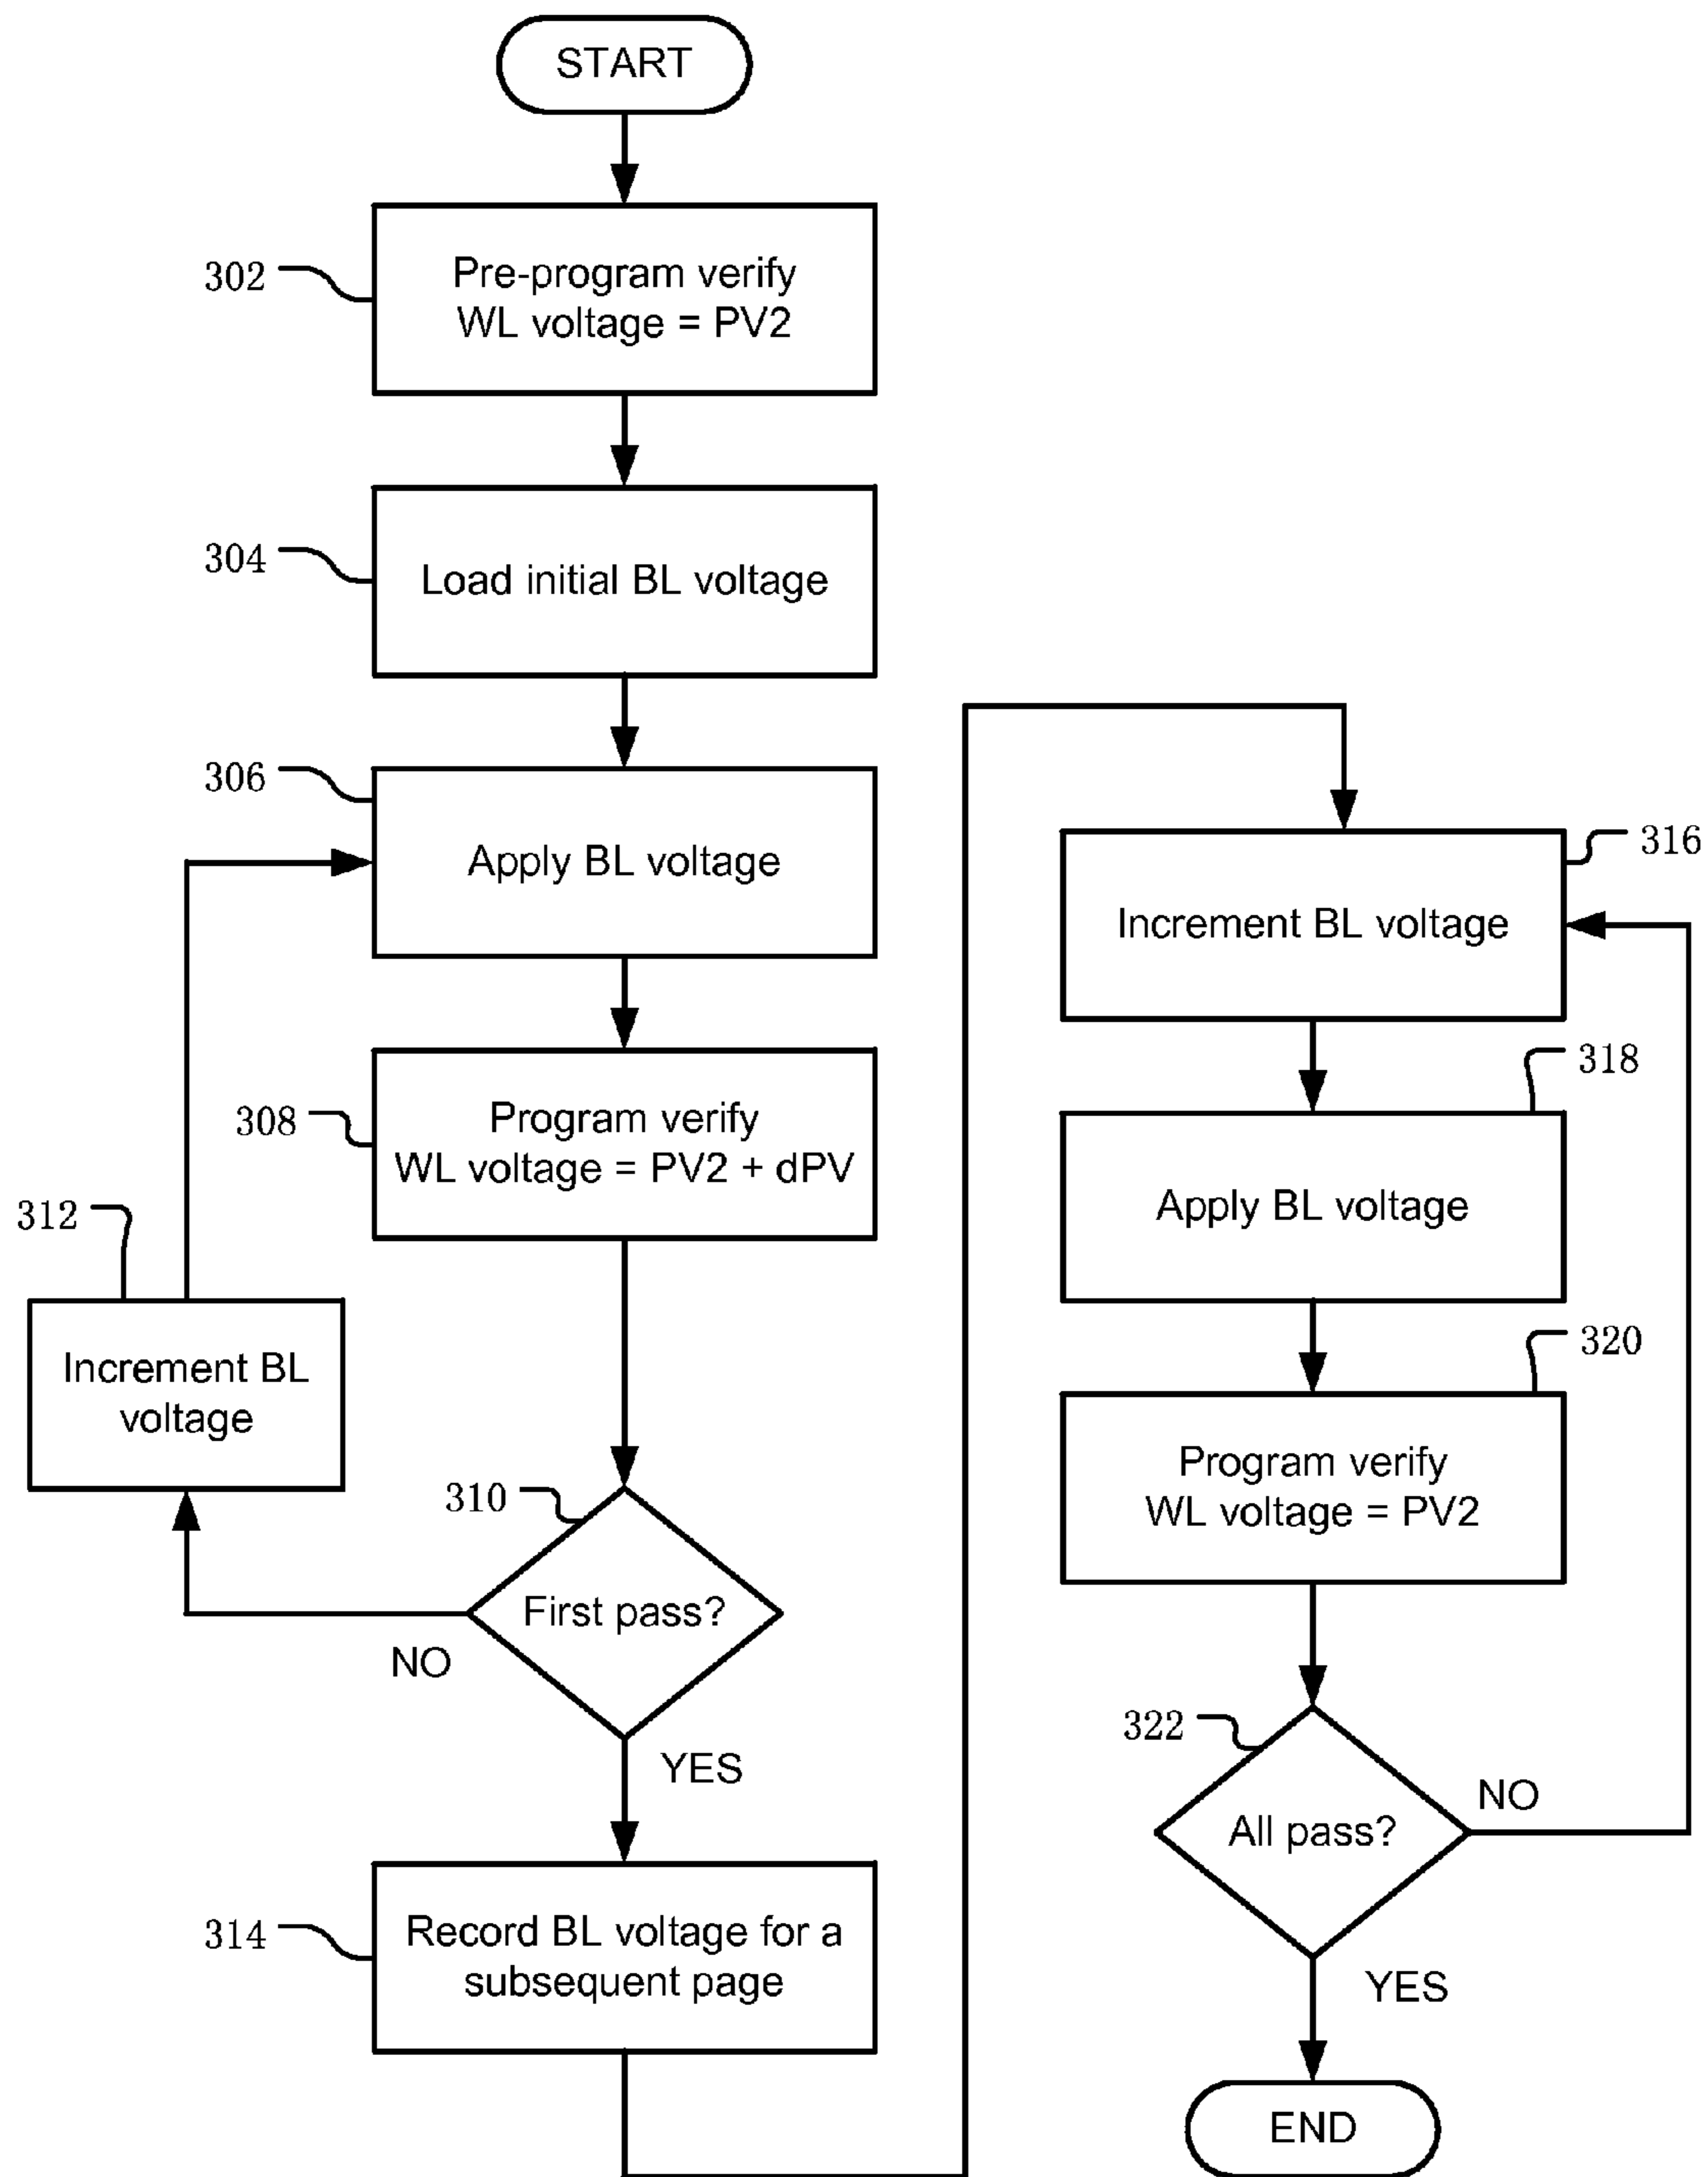 START
302
Pre-program verify
WL voltage = PV2
304
Load initial BL voltage
306
Apply BL voltage
308
Program verify
WL voltage = PV2 + dPV
310
First pass?
NO
YES
312
Increment BL
voltage
314
Record BL voltage for a
subsequent page
316
Increment BL voltage
318
Apply BL voltage
320
Program verify
WL voltage = PV2
322
All pass?
NO
YES
END